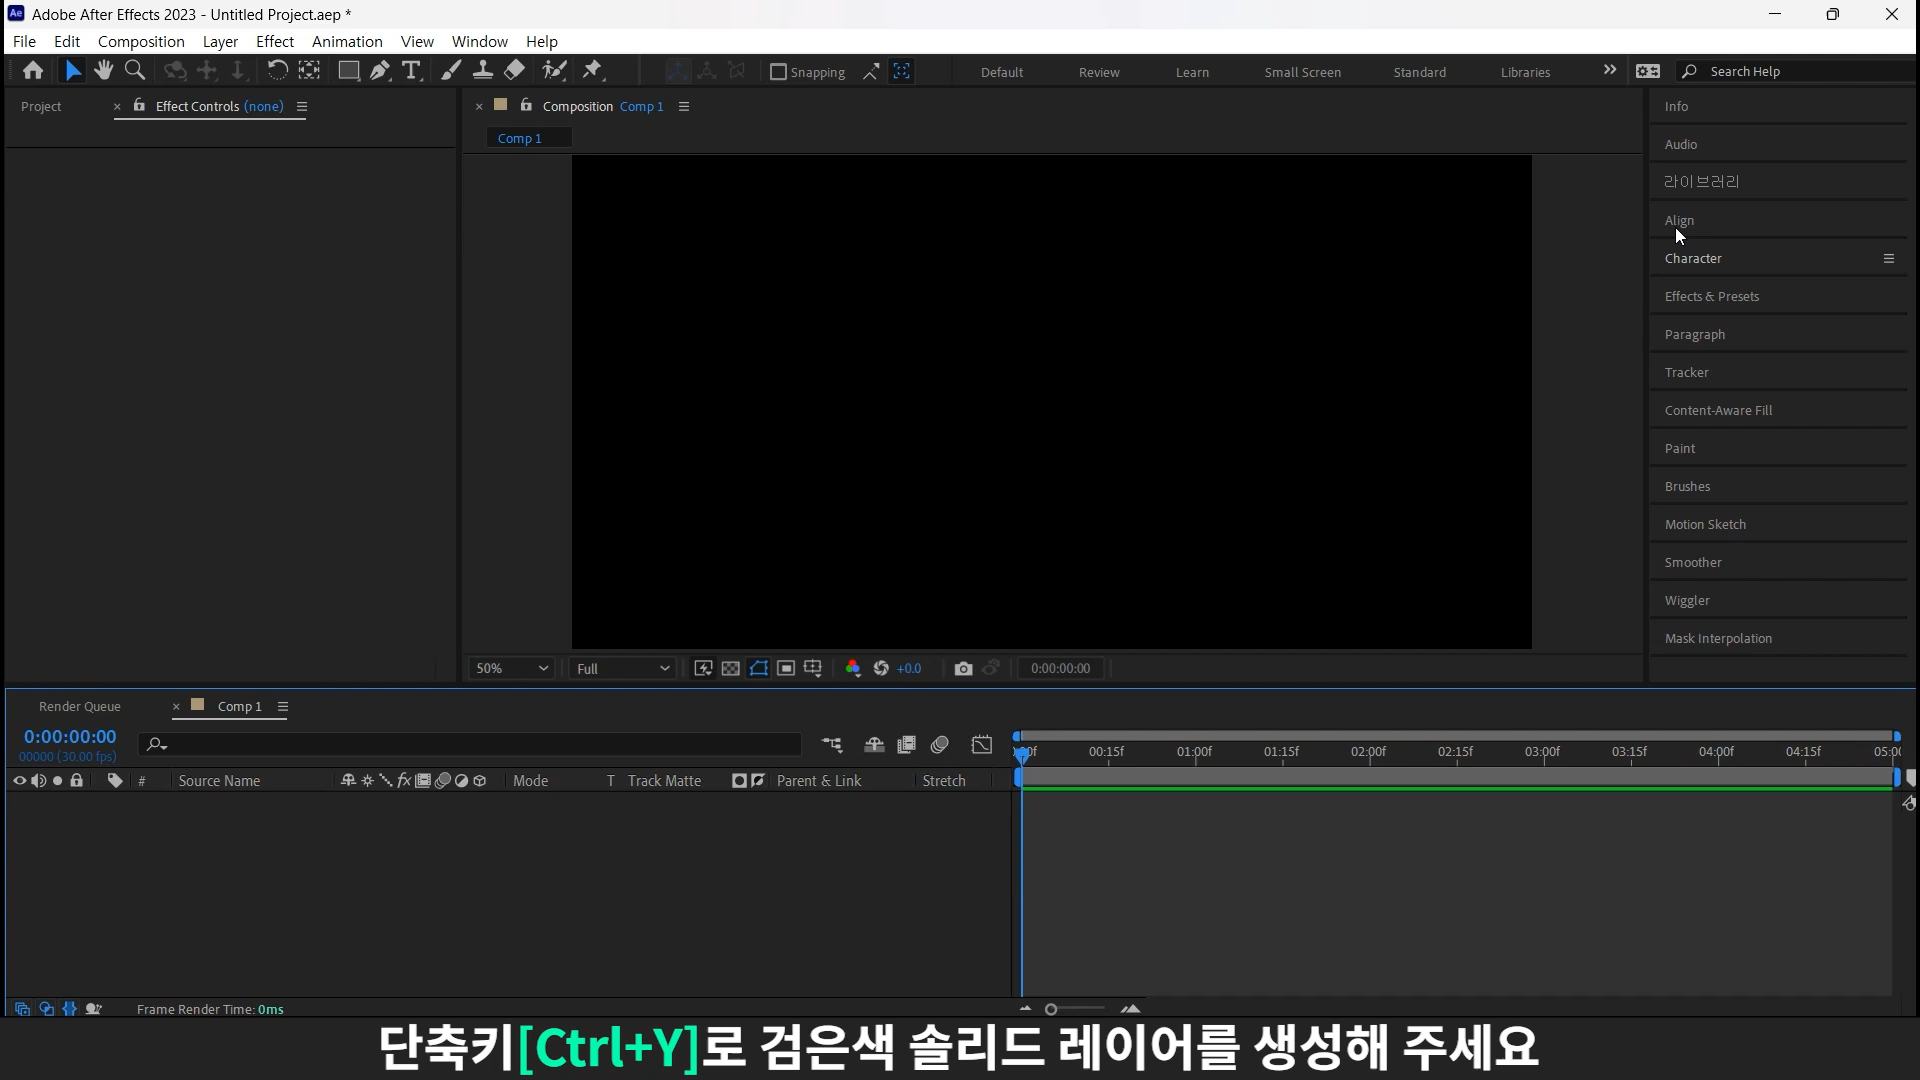 Ae Adobe After Effects 2023 - Untitled Project.aep *
File Edit Composition Layer Effect Animation View Window Help
Snapping Default Review Learn Small Screen Standard Libraries Search Help
Project Effect Controls (none)
Composition Comp 1
Comp 1
Info
Audio
라이브러리
Align
Character
Effects & Presets
Paragraph
Tracker
Content-Aware Fill
Paint
Brushes
Motion Sketch
Smoother
Wiggler
Mask Interpolation
50% Full +0.0 0:00:00:00
Render Queue Comp 1
0:00:00:00
00000 (30.00 fps)
00:15f 01:00f 01:15f 02:00f 02:15f 03:00f 03:15f 04:00f 04:15f
# Source Name fx Mode T Track Matte Parent & Link Stretch
Frame Render Time: 0ms
단축키[Ctrl+Y]로 검은색 솔리드 레이어를 생성해 주세요